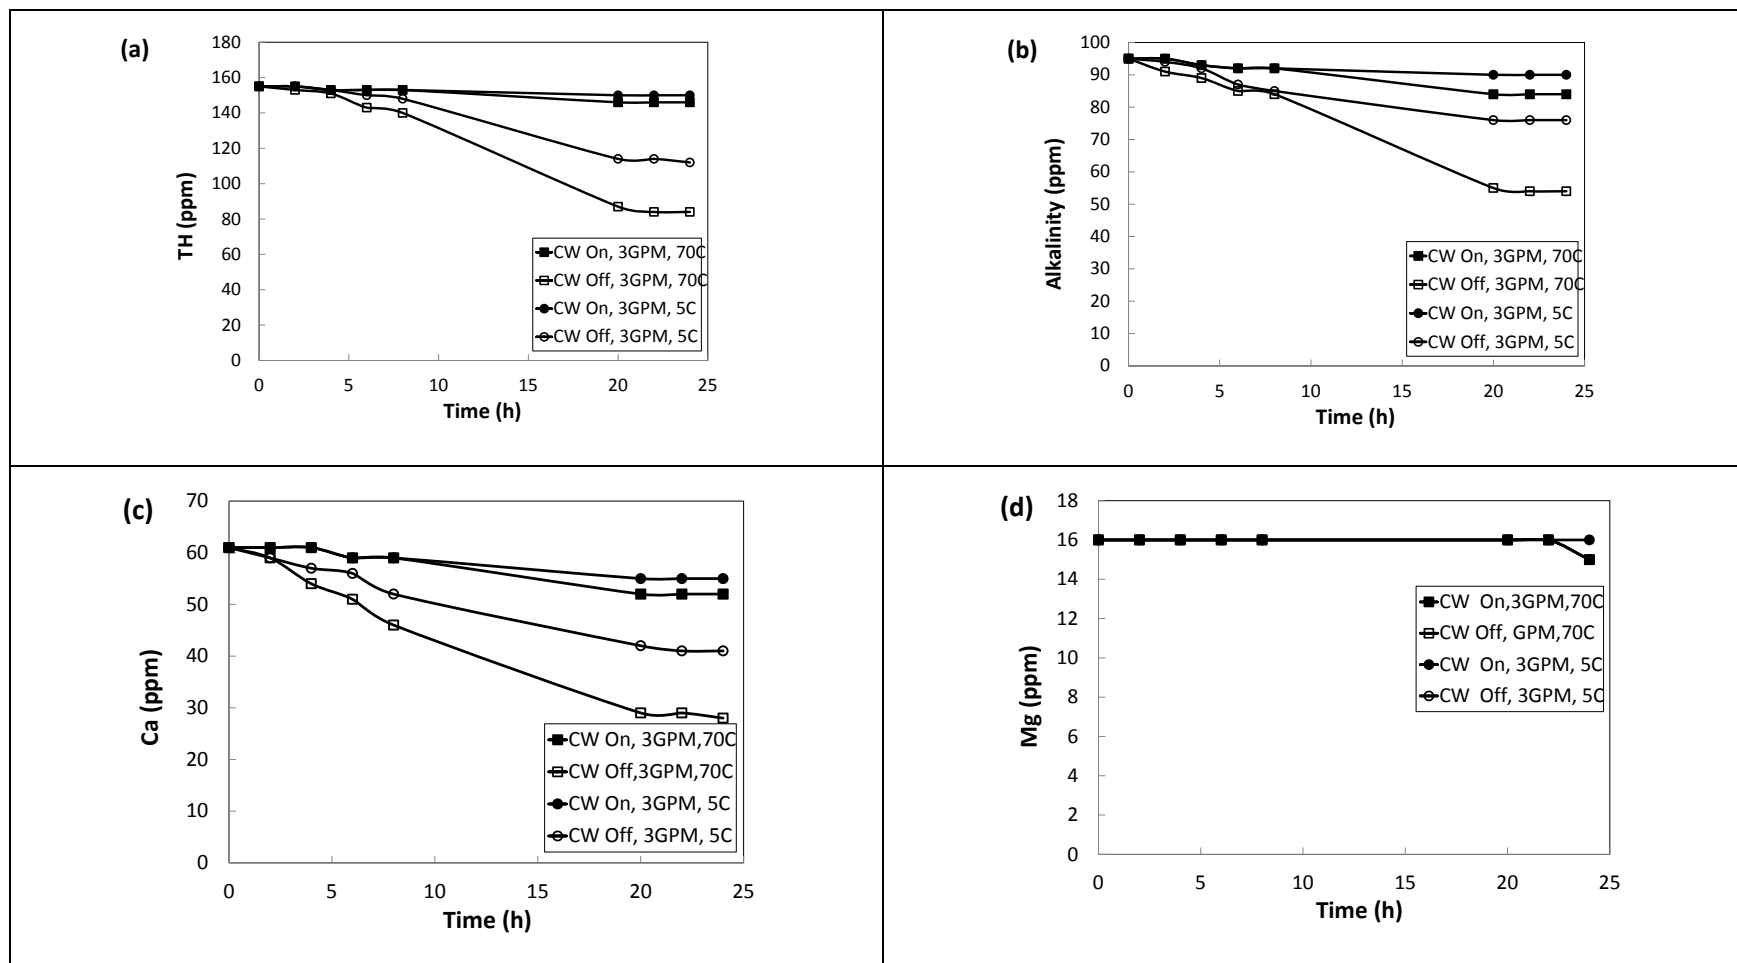 (a)
180
160
140
120
100
80
60
40
20
0
TH (ppm)
CW On, 3GPM, 70C
CW Off, 3GPM, 70C
CW On, 3GPM, 5C
CW Off, 3GPM, 5C
0 5 10 15 20 25
Time (h)
(b)
100
90
80
70
60
50
40
30
20
10
0
Alkalinity (ppm)
CW On, 3GPM, 70C
CW Off, 3GPM, 70C
CW On, 3GPM, 5C
CW Off, 3GPM, 5C
0 5 10 15 20 25
Time (h)
(c)
70
60
50
40
30
20
10
0
Ca (ppm)
CW On, 3GPM,70C
CW Off,3GPM,70C
CW On, 3GPM, 5C
CW Off, 3GPM, 5C
0 5 10 15 20 25
Time (h)
(d)
18
16
14
12
10
8
6
4
2
0
Mg (ppm)
CW On,3GPM,70C
CW Off, GPM,70C
CW On, 3GPM, 5C
CW Off, 3GPM, 5C
0 5 10 15 20 25
Time (h)